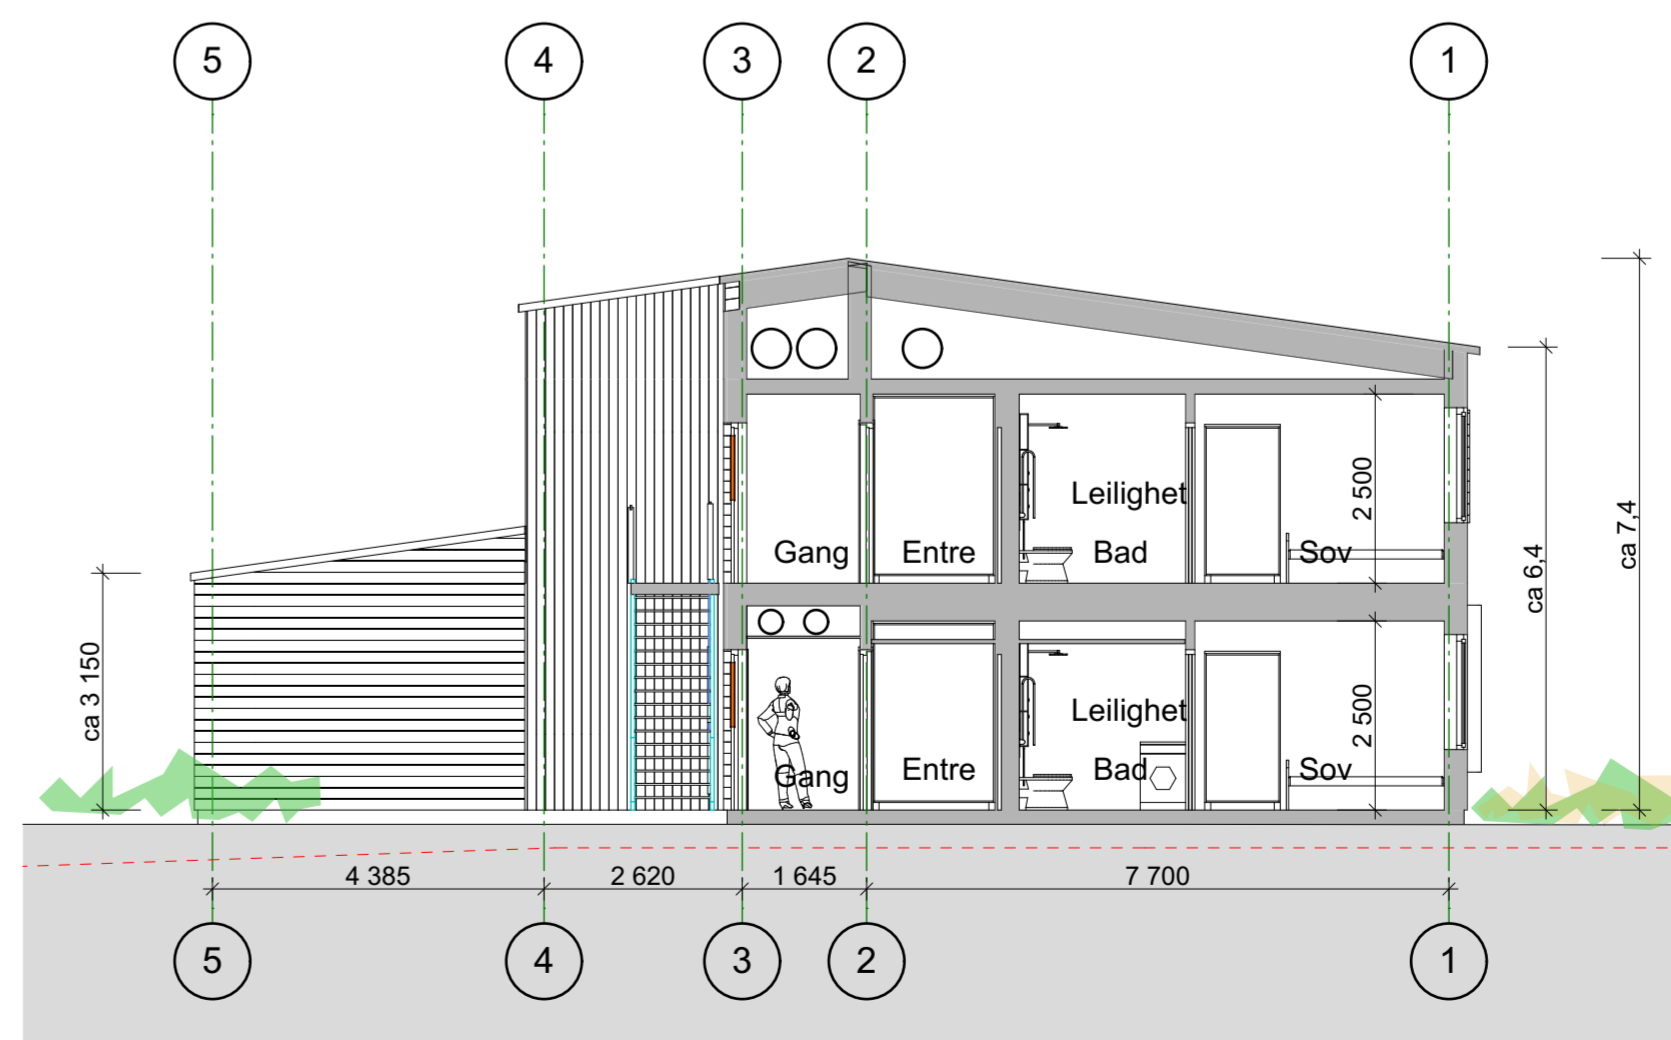 5 4 3 2 1
2 500
Leilighet
Gang Entre Bad Sov
ca 6,4
ca 7,4
ca 3 150
2 500
Leilighet
Gang Entre Bad Sov
4 385 2 620 1 645 7 700
5 4 3 2 1